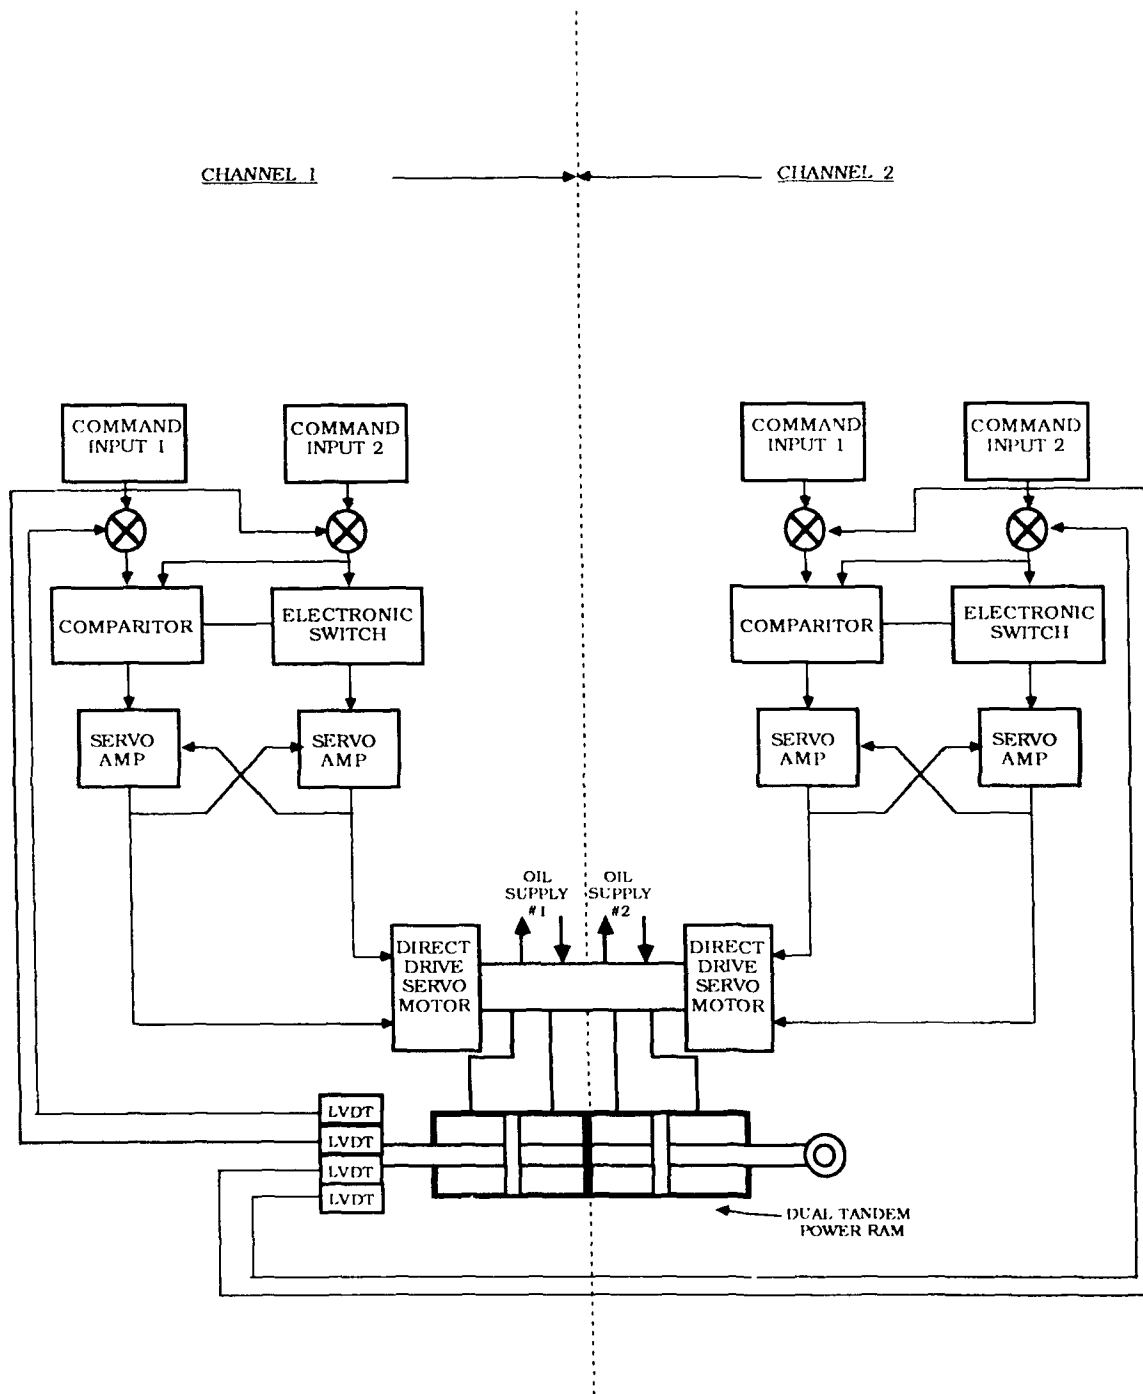 CHANNEL 1
CHANNEL 2
COMMAND
INPUT 1
COMMAND
INPUT 2
COMMAND
INPUT 1
COMMAND
INPUT 2
COMPARITOR
ELECTRONIC
SWITCH
COMPARITOR
ELECTRONIC
SWITCH
SERVO
AMP
SERVO
AMP
SERVO
AMP
SERVO
AMP
OIL
SUPPLY
#1
OIL
SUPPLY
#2
DIRECT
DRIVE
SERVO
MOTOR
DIRECT
DRIVE
SERVO
MOTOR
LVDT
LVDT
LVDT
LVDT
DUAL TANDEM
POWER RAM